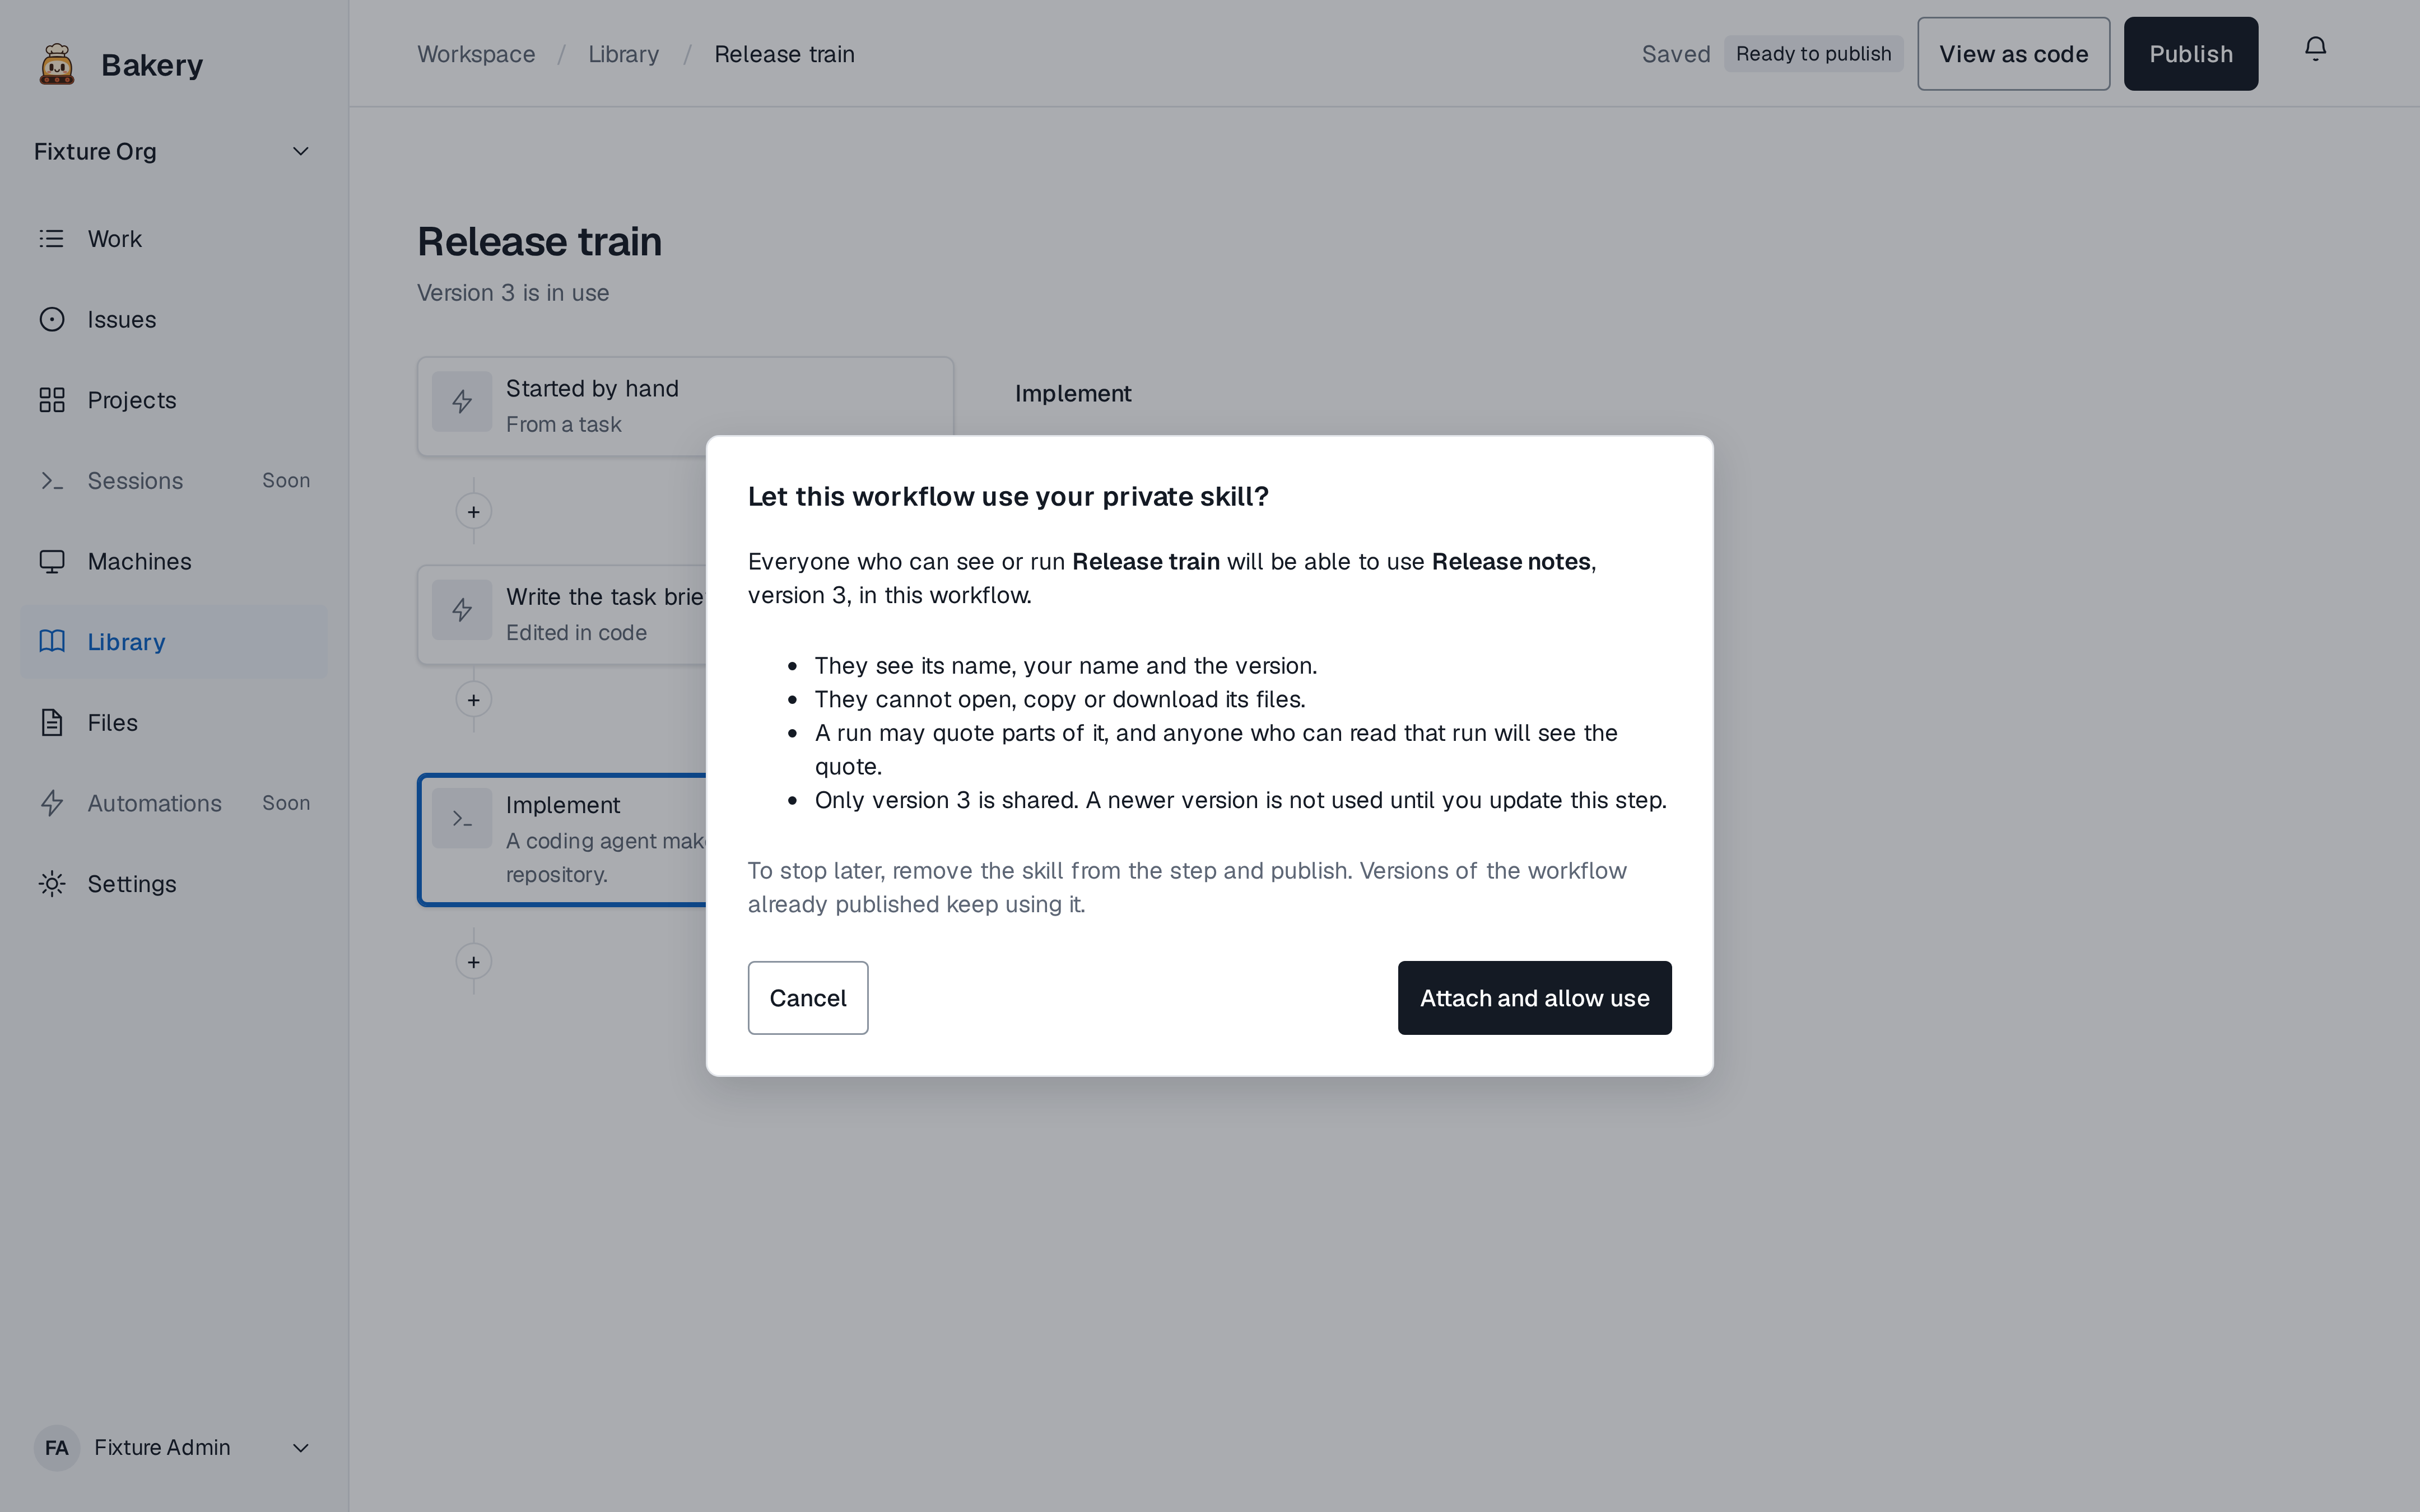 Bakery
Fixture Org
Work
Issues
Projects
Sessions Soon
Machines
Library
Files
Automations Soon
Settings
FA Fixture Admin
Workspace / Library / Release train
Saved Ready to publish View as code Publish
Release train
Version 3 is in use
Started by hand
From a task
+
Write the task brie
Edited in code
+
Implement
A coding agent mak
repository.
+
Implement
Let this workflow use your private skill?
Everyone who can see or run Release train will be able to use Release notes,
version 3, in this workflow.
• They see its name, your name and the version.
• They cannot open, copy or download its files.
• A run may quote parts of it, and anyone who can read that run will see the
quote.
• Only version 3 is shared. A newer version is not used until you update this step.
To stop later, remove the skill from the step and publish. Versions of the workflow
already published keep using it.
Cancel
Attach and allow use